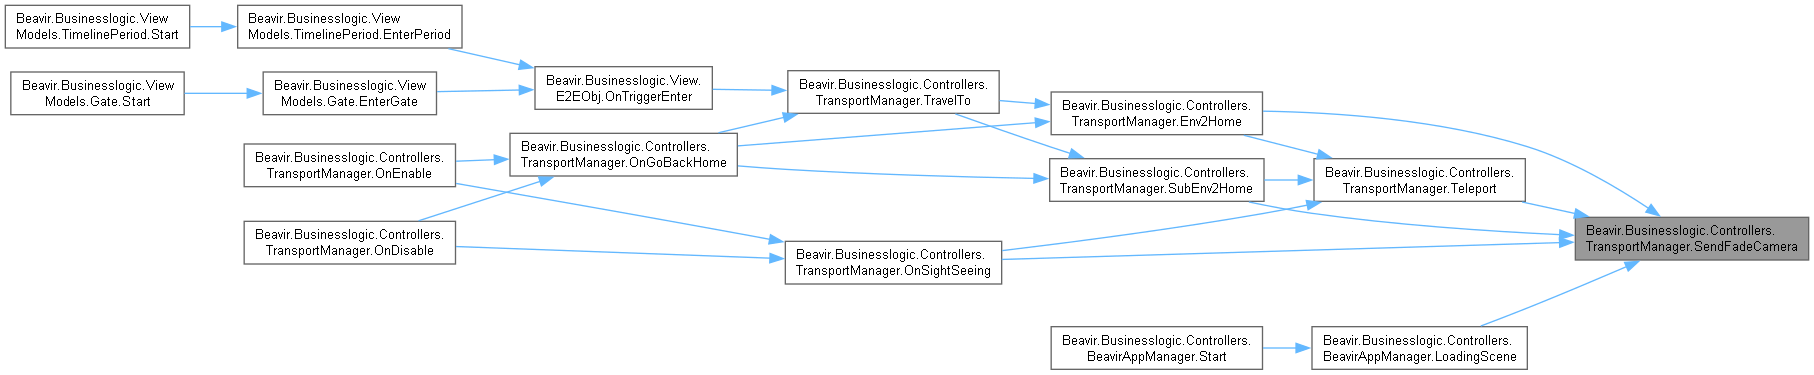 Beavir.Businesslogic.View
Models.TimelinePeriod.Start
Beavir.Businesslogic.View
Models.TimelinePeriod.EnterPeriod
Beavir.Businesslogic.View
Models.Gate.Start
Beavir.Businesslogic.View
Models.Gate.EnterGate
Beavir.Businesslogic.View.
E2EObj.OnTriggerEnter
Beavir.Businesslogic.Controllers.
TransportManager.TravelTo
Beavir.Businesslogic.Controllers.
TransportManager.Env2Home
Beavir.Businesslogic.Controllers.
TransportManager.OnEnable
Beavir.Businesslogic.Controllers.
TransportManager.OnGoBackHome
Beavir.Businesslogic.Controllers.
TransportManager.SubEnv2Home
Beavir.Businesslogic.Controllers.
TransportManager.Teleport
Beavir.Businesslogic.Controllers.
TransportManager.OnDisable
Beavir.Businesslogic.Controllers.
TransportManager.OnSightSeeing
Beavir.Businesslogic.Controllers.
TransportManager.SendFadeCamera
Beavir.Businesslogic.Controllers.
BeavirAppManager.Start
Beavir.Businesslogic.Controllers.
BeavirAppManager.LoadingScene